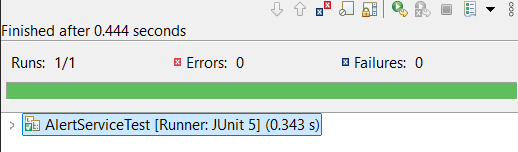 Finished after 0.444 seconds
Runs: 1/1 Errors: 0 Failures: 0
AlertServiceTest [Runner: JUnit 5] (0.343 s)